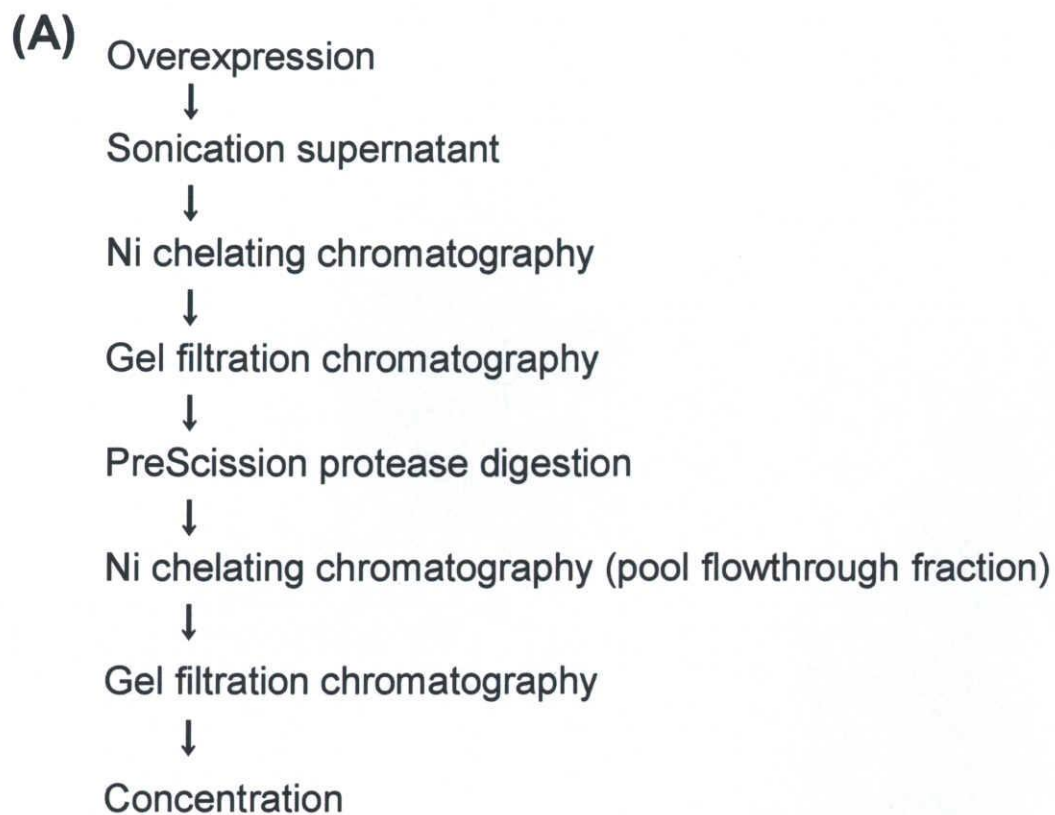 (A)
Overexpression
↓
Sonication supernatant
↓
Ni chelating chromatography
↓
Gel filtration chromatography
↓
PreScission protease digestion
↓
Ni chelating chromatography (pool flowthrough fraction)
↓
Gel filtration chromatography
↓
Concentration